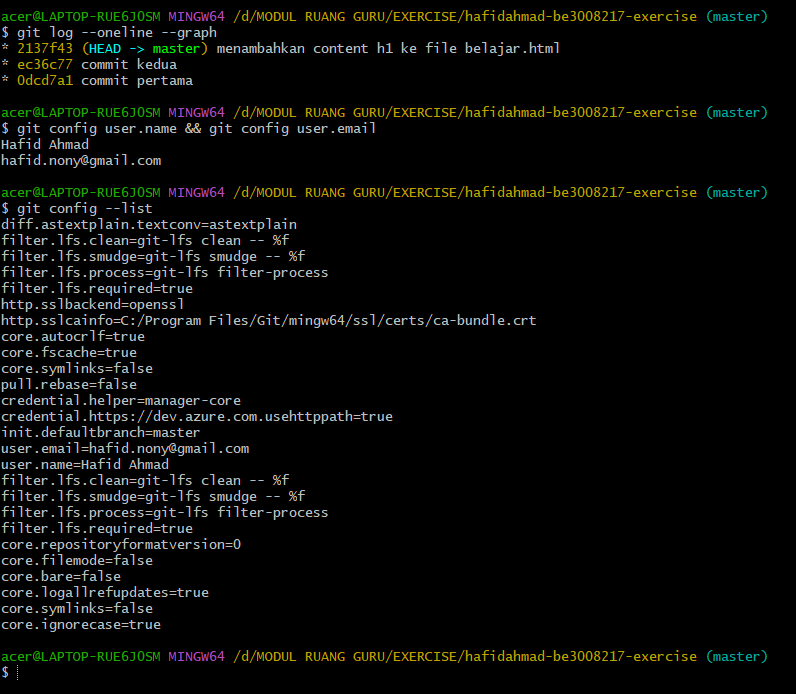 acer@LAPTOP-RUE6J0SM MINGW64 /d/MODUL RUANG GURU/EXERCISE/hafidahmad-be3008217-exercise (master)
$ git log --oneline --graph
* 2137f43 (HEAD -> master) menambahkan content h1 ke file belajar.html
* ec36c77 commit kedua
* 0dcd7a1 commit pertama
acer@LAPTOP-RUE6J0SM MINGW64 /d/MODUL RUANG GURU/EXERCISE/hafidahmad-be3008217-exercise (master)
$ git config user.name && git config user.email
Hafid Ahmad
hafid.nony@gmail.com
acer@LAPTOP-RUE6J0SM MINGW64 /d/MODUL RUANG GURU/EXERCISE/hafidahmad-be3008217-exercise (master)
$ git config --list
diff.astextplain.textconv=astextplain
filter.lfs.clean=git-lfs clean -- %f
filter.lfs.smudge=git-lfs smudge -- %f
filter.lfs.process=git-lfs filter-process
filter.lfs.required=true
http.sslbackend=openssl
http.sslcainfo=C:/Program Files/Git/mingw64/ssl/certs/ca-bundle.crt
core.autocrlf=true
core.fscache=true
core.symlinks=false
pull.rebase=false
credential.helper=manager-core
credential.https://dev.azure.com.usehttppath=true
init.defaultbranch=master
user.email=hafid.nony@gmail.com
user.name=Hafid Ahmad
filter.lfs.clean=git-lfs clean -- %f
filter.lfs.smudge=git-lfs smudge -- %f
filter.lfs.process=git-lfs filter-process
filter.lfs.required=true
core.repositoryformatversion=0
core.filemode=false
core.bare=false
core.logallrefupdates=true
core.symlinks=false
core.ignorecase=true
acer@LAPTOP-RUE6J0SM MINGW64 /d/MODUL RUANG GURU/EXERCISE/hafidahmad-be3008217-exercise (master)
$